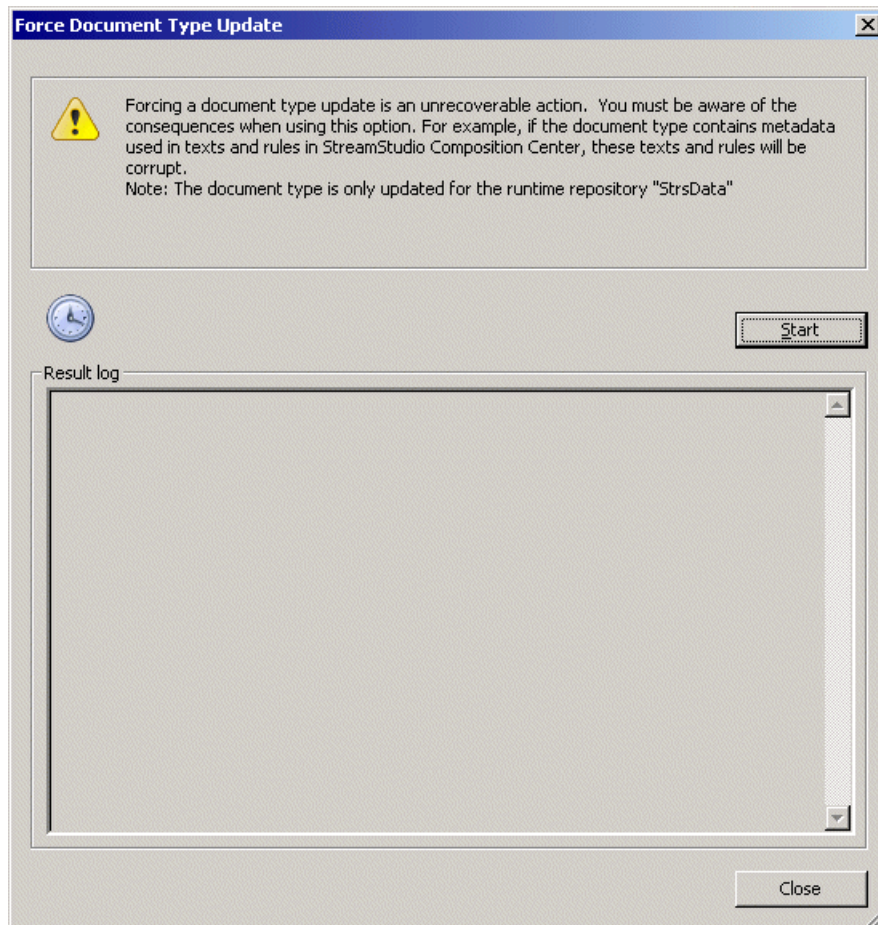 Force Document Type Update
Forcing a document type update is an unrecoverable action. You must be aware of the
consequences when using this option. For example, if the document type contains metadata
used in texts and rules in StreamStudio Composition Center, these texts and rules will be
corrupt.
Note: The document type is only updated for the runtime repository "StrsData"
Start
Result log
Close